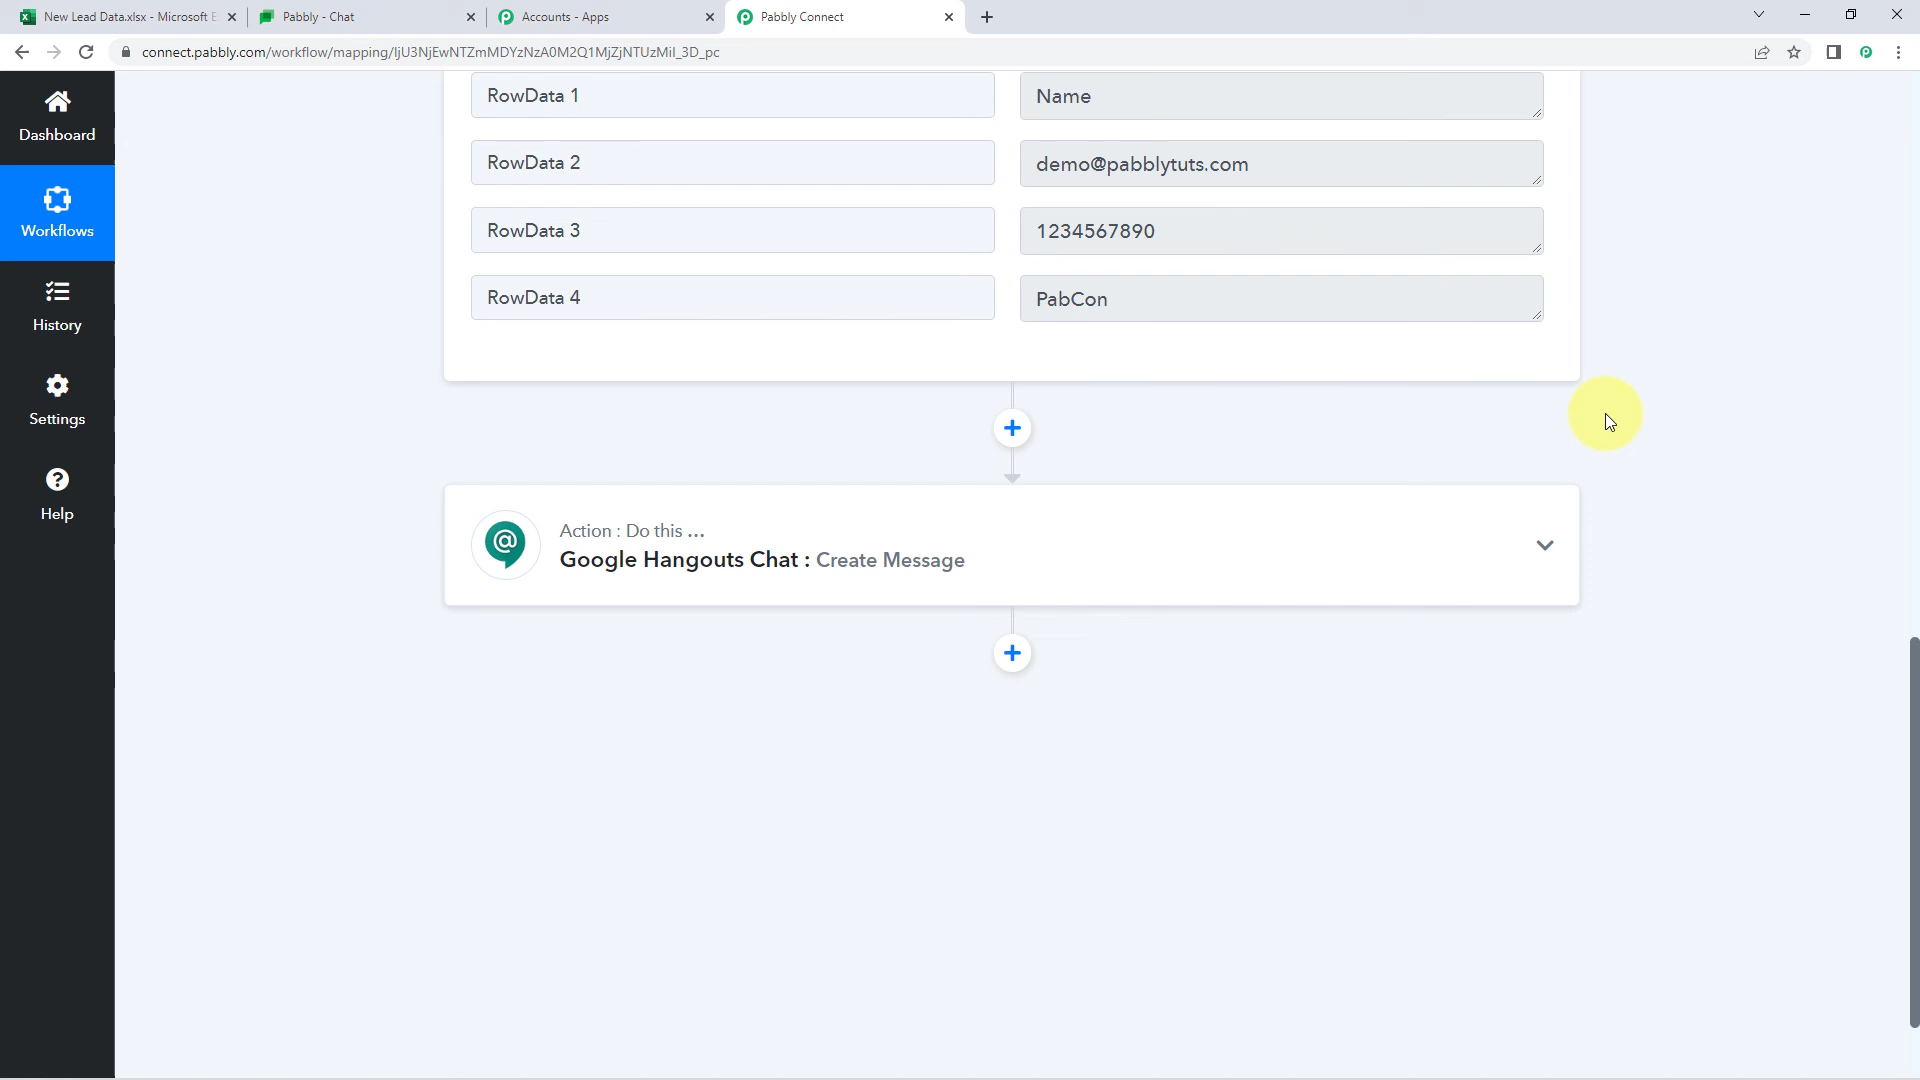 New Lead Data.xlsx - Microsoft E
Pabbly - Chat
Accounts - Apps
Pabbly Connect
connect.pabbly.com/workflow/mapping/IjU3NjEwNTZmMDYzNzA0M2Q1MjZjNTUzMiI_3D_pc
Dashboard
Workflows
History
Settings
Help
RowData 1
Name
RowData 2
demo@pabblytuts.com
RowData 3
1234567890
RowData 4
PabCon
Action : Do this ...
Google Hangouts Chat : Create Message